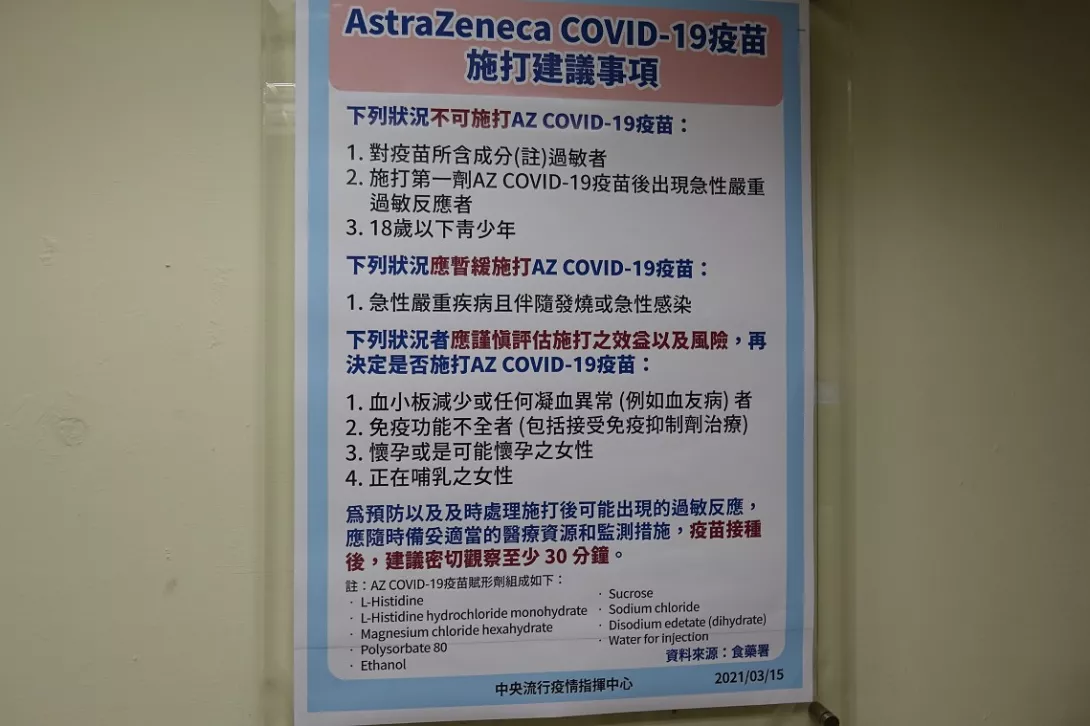 AstraZeneca COVID-19疫苗
施打建議事項
下列狀況不可施打AZ COVID-19疫苗：
1. 對疫苗所含成分(註)過敏者
2. 施打第一劑AZ COVID-19疫苗後出現急性嚴重
過敏反應者
3. 18歲以下青少年
下列狀況應暫緩施打AZ COVID-19疫苗：
1. 急性嚴重疾病且伴隨發燒或急性感染
下列狀況者應謹慎評估施打之效益以及風險，再
決定是否施打AZ COVID-19疫苗：
1. 血小板減少或任何凝血異常 (例如血友病) 者
2. 免疫功能不全者 (包括接受免疫抑制劑治療)
3. 懷孕或是可能懷孕之女性
4. 正在哺乳之女性
為預防以及及時處理施打後可能出現的過敏反應，
應隨時備妥適當的醫療資源和監測措施，疫苗接種
後，建議密切觀察至少 30 分鐘。
註：AZ COVID-19疫苗賦形劑組成如下：
· L-Histidine
· L-Histidine hydrochloride monohydrate
· Magnesium chloride hexahydrate
· Polysorbate 80
· Ethanol
· Sucrose
· Sodium chloride
· Disodium edetate (dihydrate)
· Water for injection
資料來源：食藥署
中央流行疫情指揮中心
2021/03/15